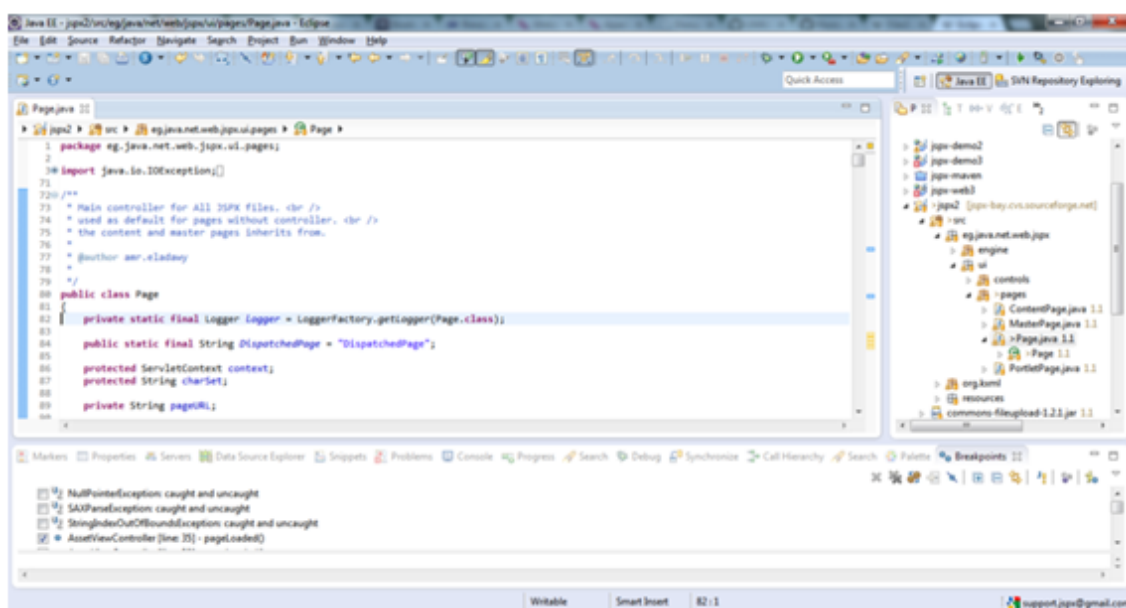 Java EE - jspx2/src/eg/java/net/web/jspx/ui/pages/Page.java - Eclipse
File Edit Source Refactor Navigate Search Project Run Window Help
Quick Access
Java EE
SVN Repository Exploring
Page.java
jspx2 src eg.java.net.web.jspx.ui.pages Page
1 package eg.java.net.web.jspx.ui.pages;
2
3 import java.io.IOException;
71
72 /**
73 * Main controller for All JSPX files. <br />
74 * used as default for pages without controller. <br />
75 * the content and master pages inherits from.
76 *
77 * @author amr.eladawy
78 *
79 */
80 public class Page
81 {
82 private static final Logger logger = LoggerFactory.getLogger(Page.class);
83
84 public static final String DispatchedPage = "DispatchedPage";
85
86 protected ServletContext context;
87 protected String charSet;
88
89 private String pageURL;
90
P T V E
jspx-demo2
jspx-demo3
jspx-maven
jspx-web3
>jspx2 [jspx-bay.cvs.sourceforge.net]
>src
eg.java.net.web.jspx
engine
ui
controls
>pages
ContentPage.java 1.1
MasterPage.java 1.1
>Page.java 1.1
>Page 1.1
PortletPage.java 1.1
org.kxml
resources
commons-fileupload-1.2.1.jar 1.1
Markers Properties Servers Data Source Explorer Snippets Problems Console Progress Search Debug Synchronize Call Hierarchy Search Palette Breakpoints
NullPointerException: caught and uncaught
SAXParseException: caught and uncaught
StringIndexOutOfBoundsException: caught and uncaught
AssetViewController [line: 35] - pageLoaded()
Writable Smart Insert 82 : 1
support.jspx@gmail.com